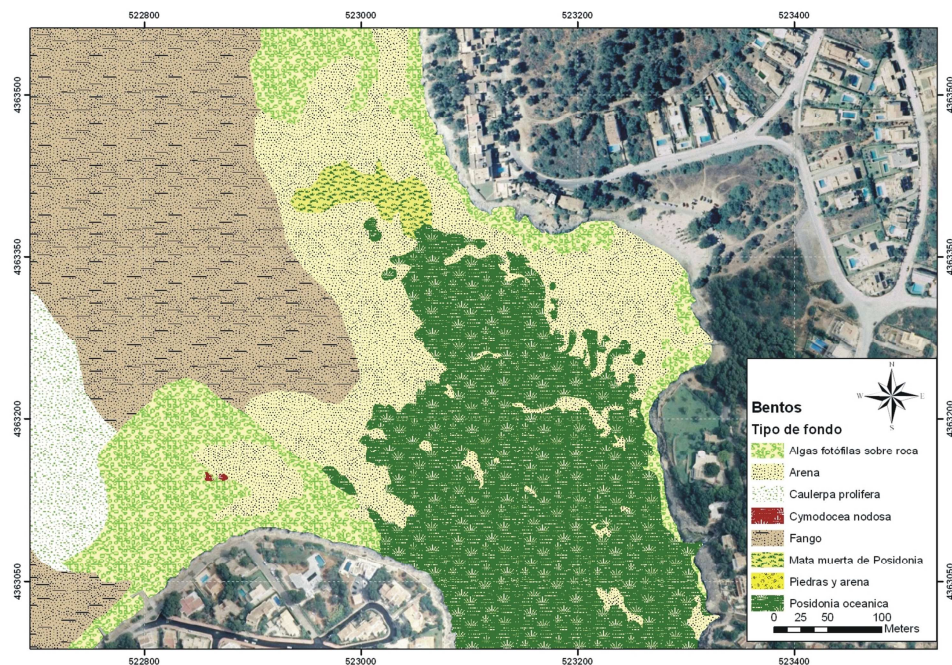 522800 523000 523200 523400
4363500 4363500
4363350 4363350
4363200 4363200
4363050 4363050
N
W E
S
Bentos
Tipo de fondo
Algas fotófilas sobre roca
Arena
Caulerpa prolifera
Cymodocea nodosa
Fango
Mata muerta de Posidonia
Piedras y arena
Posidonia oceanica
0 25 50 100
Meters
522800 523000 523200 523400